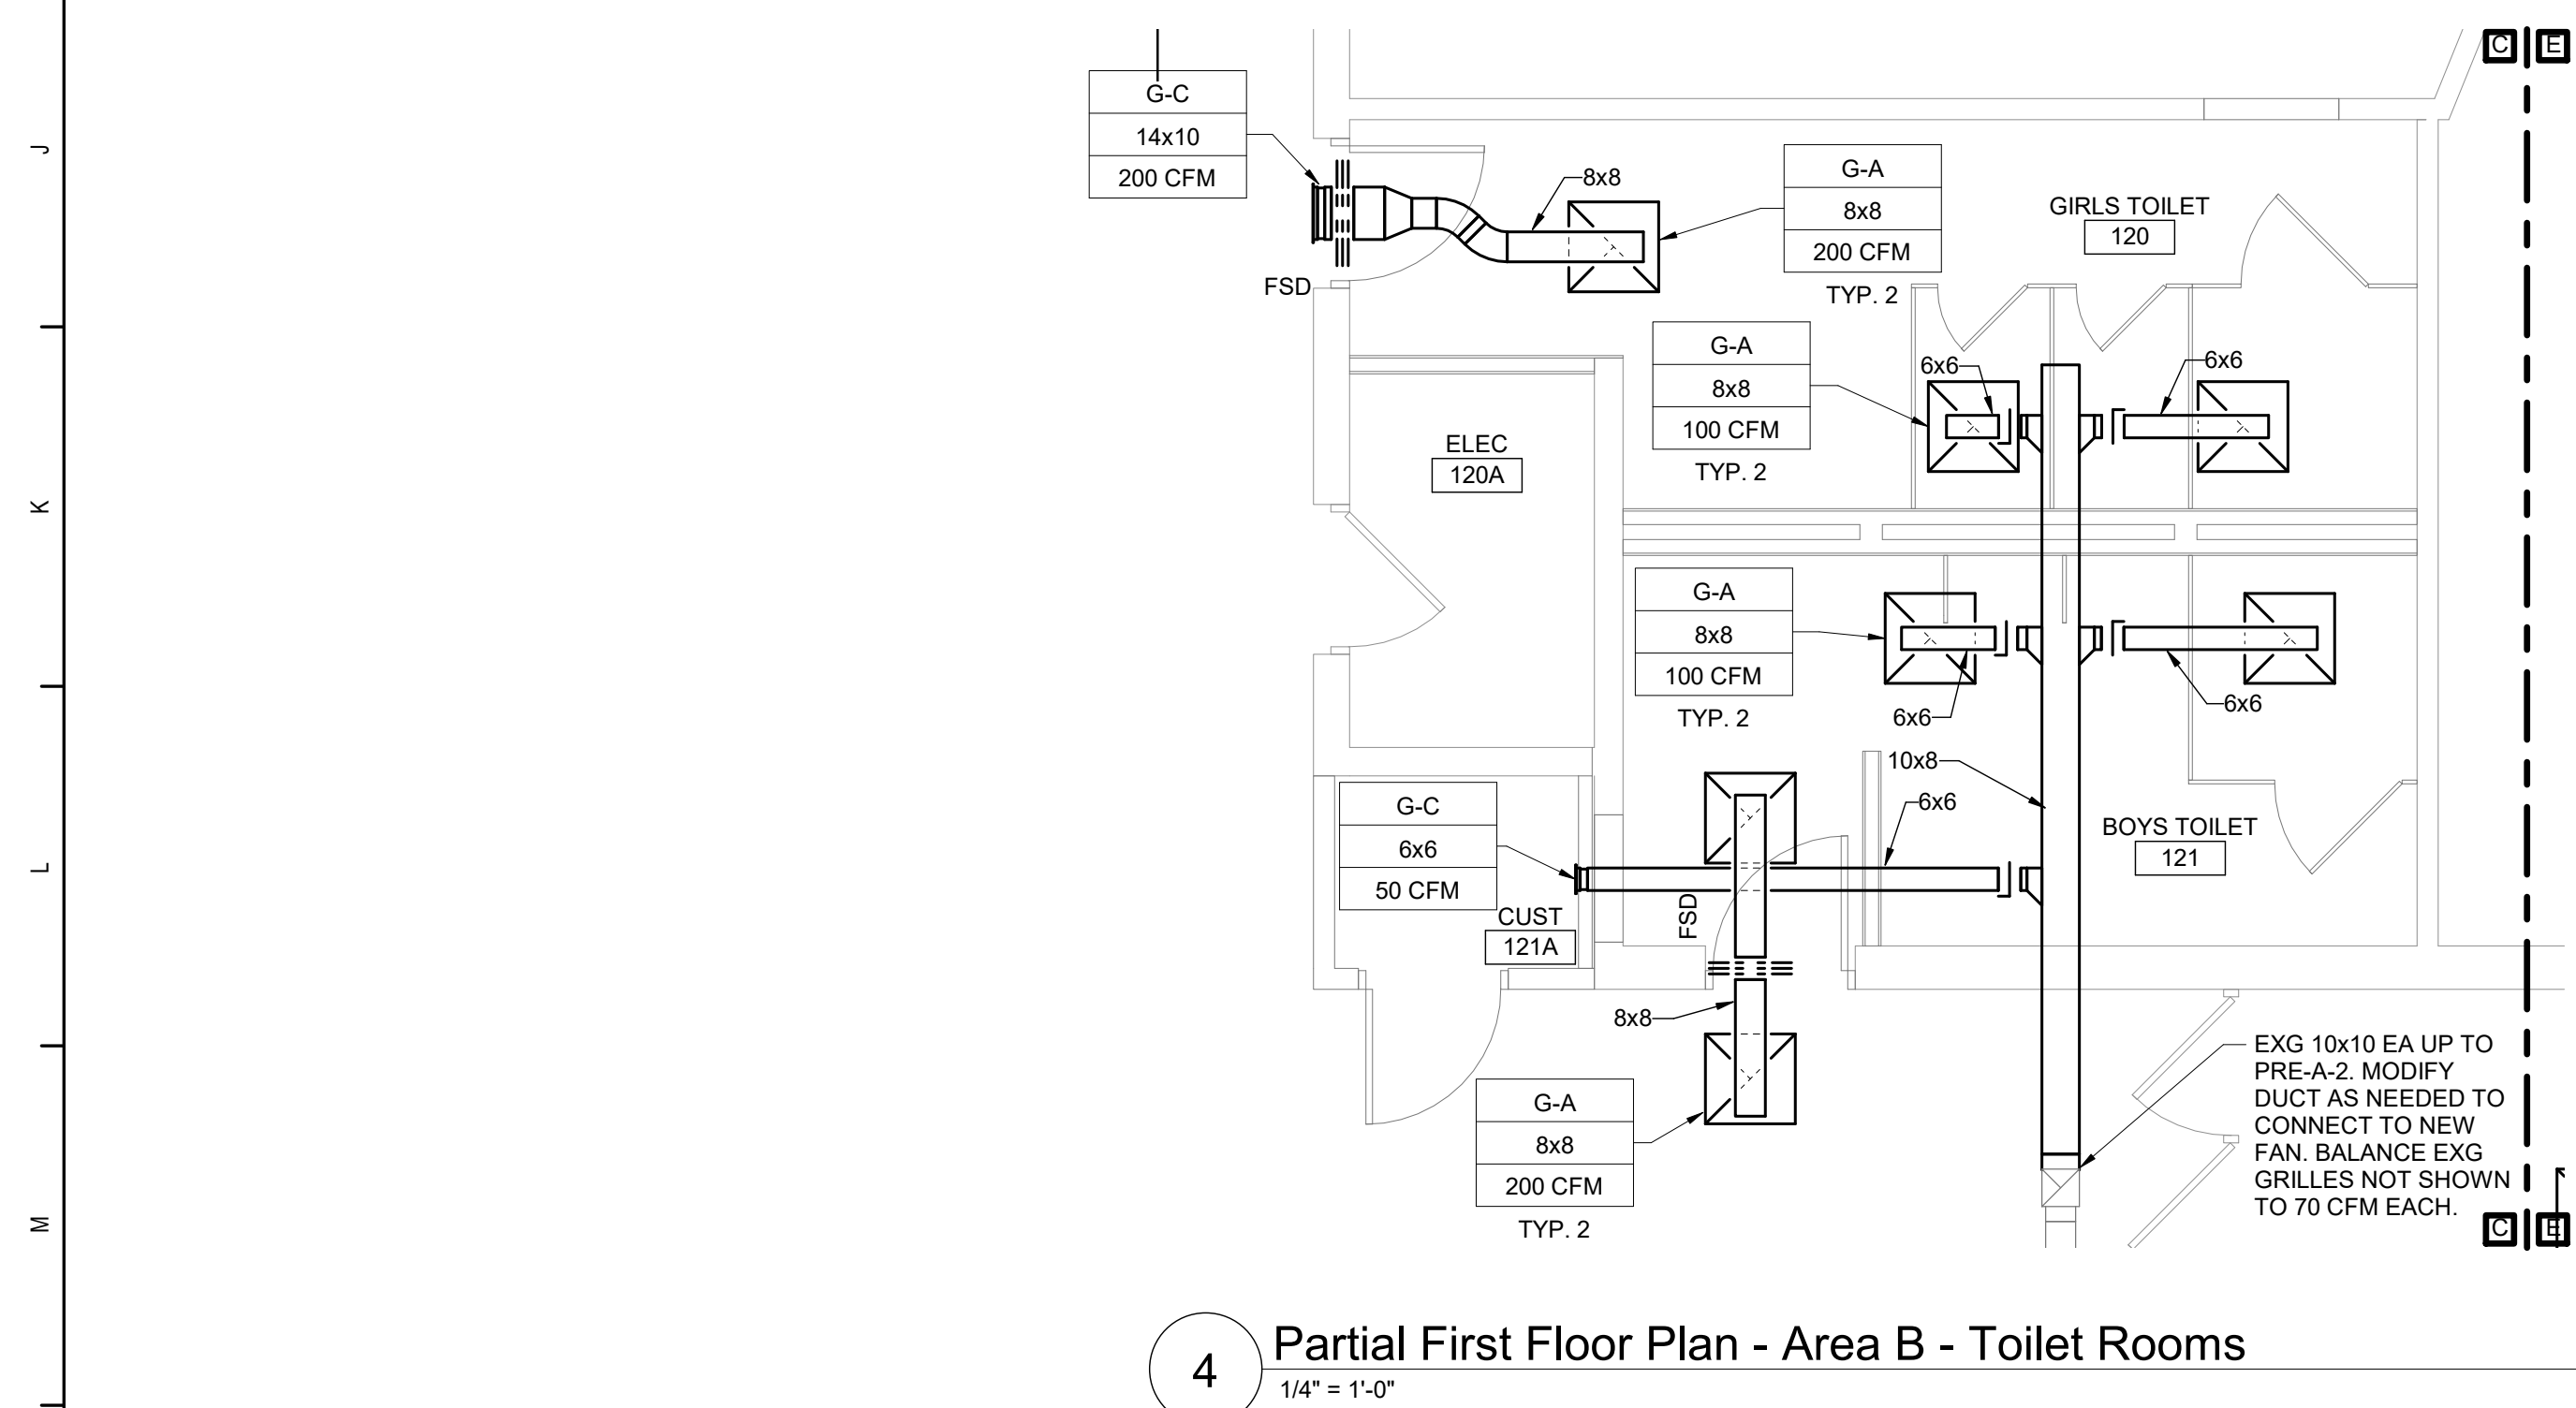 C
E
G-C
14x10
200 CFM
8x8
G-A
8x8
200 CFM
TYP. 2
GIRLS TOILET
120
J
FSD
G-A
8x8
100 CFM
TYP. 2
6x6
6x6
ELEC
120A
K
G-A
8x8
100 CFM
TYP. 2
6x6
6x6
10x8
6x6
G-C
6x6
50 CFM
CUST
121A
FSD
BOYS TOILET
121
L
8x8
G-A
8x8
200 CFM
TYP. 2
EXG 10x10 EA UP TO
PRE-A-2. MODIFY
DUCT AS NEEDED TO
CONNECT TO NEW
FAN. BALANCE EXG
GRILLES NOT SHOWN
TO 70 CFM EACH.
M
C
E
4
Partial First Floor Plan - Area B - Toilet Rooms
1/4" = 1'-0"